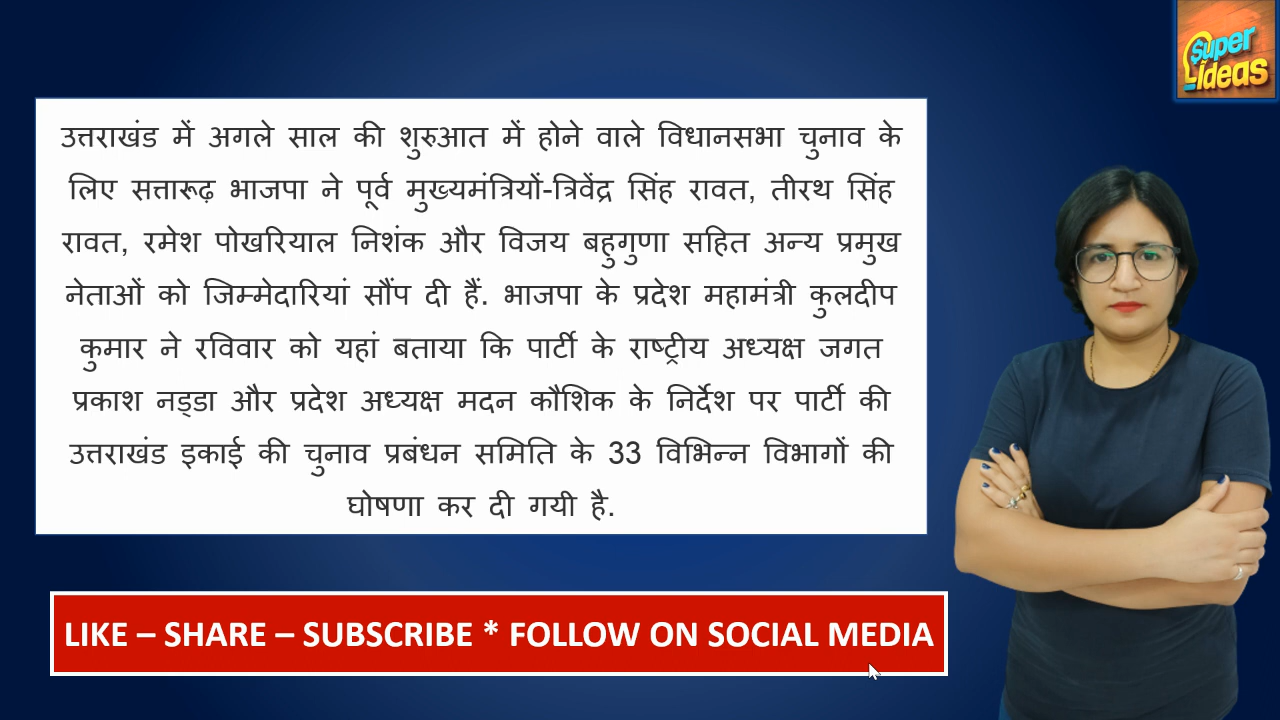 Super
Ideas
उत्तराखंड में अगले साल की शुरुआत में होने वाले विधानसभा चुनाव के
लिए सत्तारूढ़ भाजपा ने पूर्व मुख्यमंत्रियों-त्रिवेंद्र सिंह रावत, तीरथ सिंह
रावत, रमेश पोखरियाल निशंक और विजय बहुगुणा सहित अन्य प्रमुख
नेताओं को जिम्मेदारियां सौंप दी हैं. भाजपा के प्रदेश महामंत्री कुलदीप
कुमार ने रविवार को यहां बताया कि पार्टी के राष्ट्रीय अध्यक्ष जगत
प्रकाश नड्डा और प्रदेश अध्यक्ष मदन कौशिक के निर्देश पर पार्टी की
उत्तराखंड इकाई की चुनाव प्रबंधन समिति के 33 विभिन्न विभागों की
घोषणा कर दी गयी है.
LIKE – SHARE – SUBSCRIBE * FOLLOW ON SOCIAL MEDIA